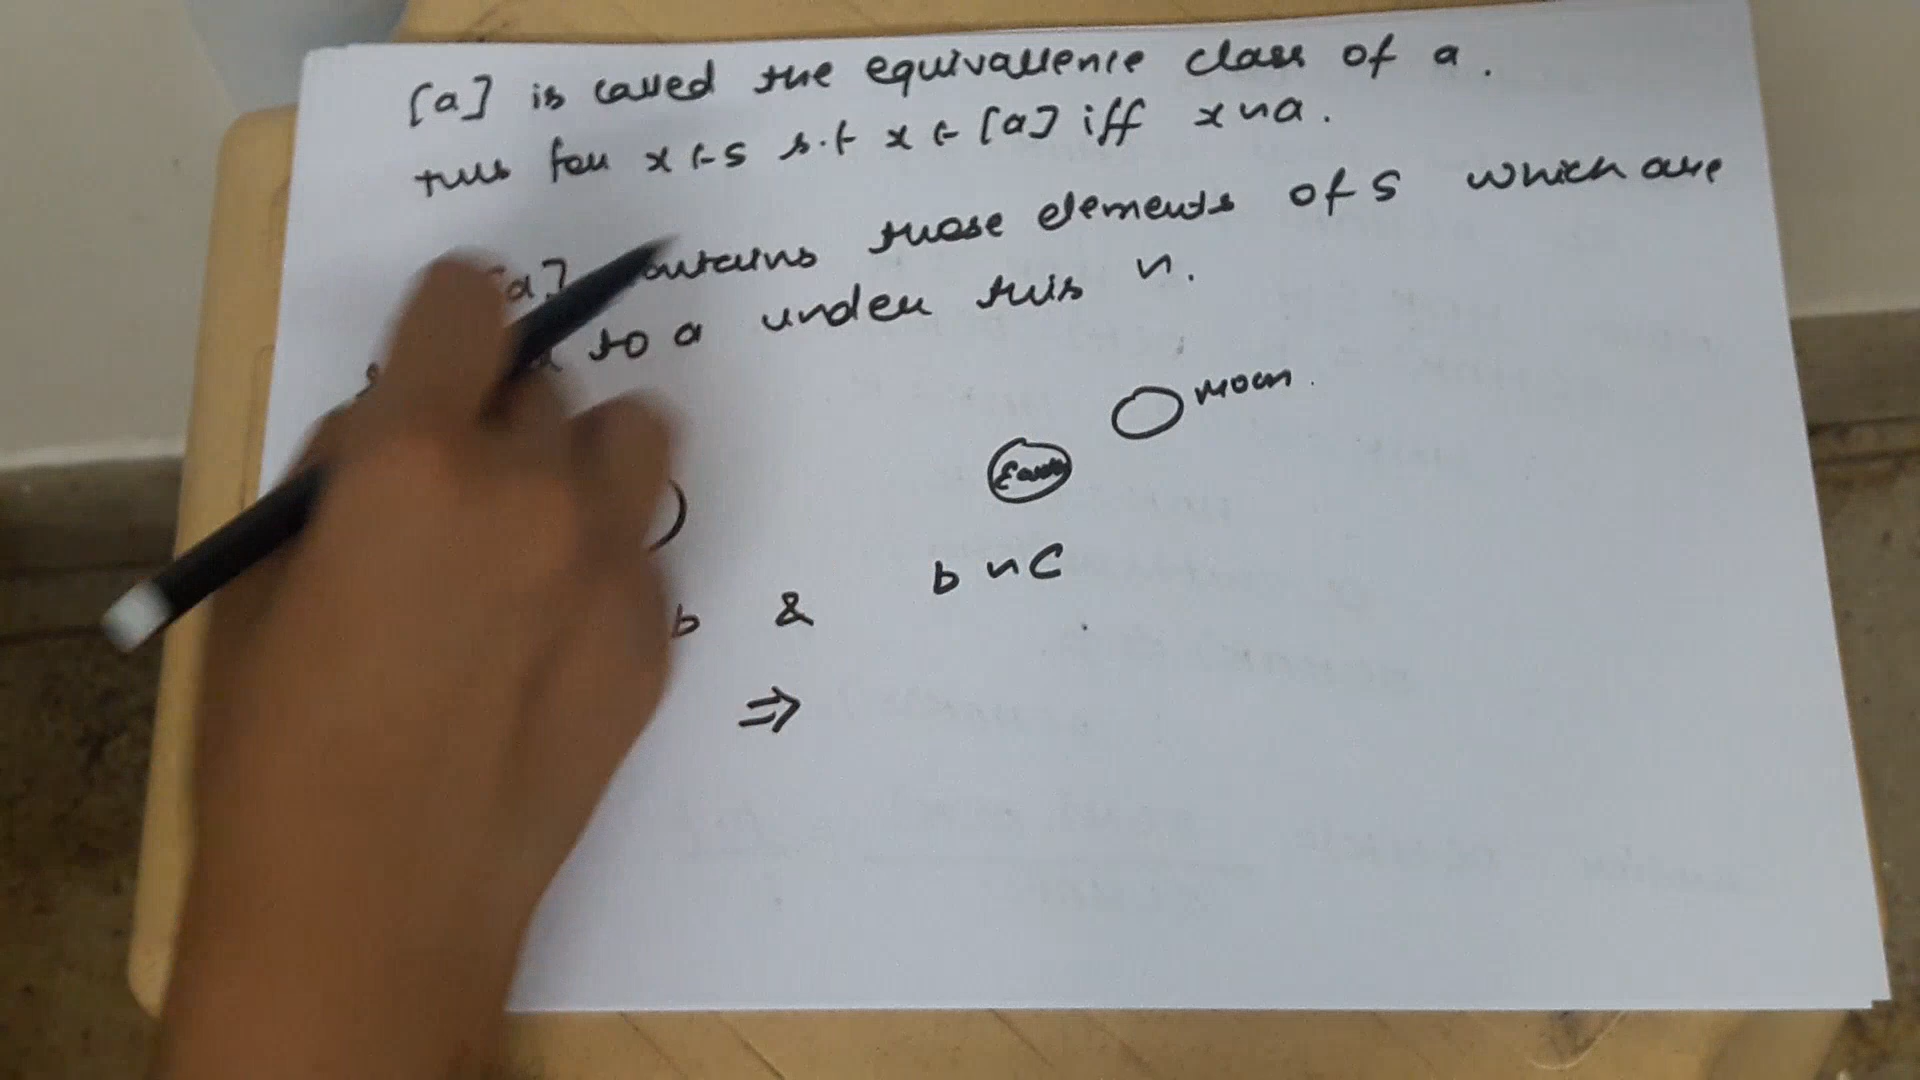 [a] is called the equivallence class of a.
thus for x ∈ S s.t x ∈ [a] iff x ~ a.
[a] contains those elements of S which are
to a under this ~.
moon.
Earth
b & b ~ C
⇒